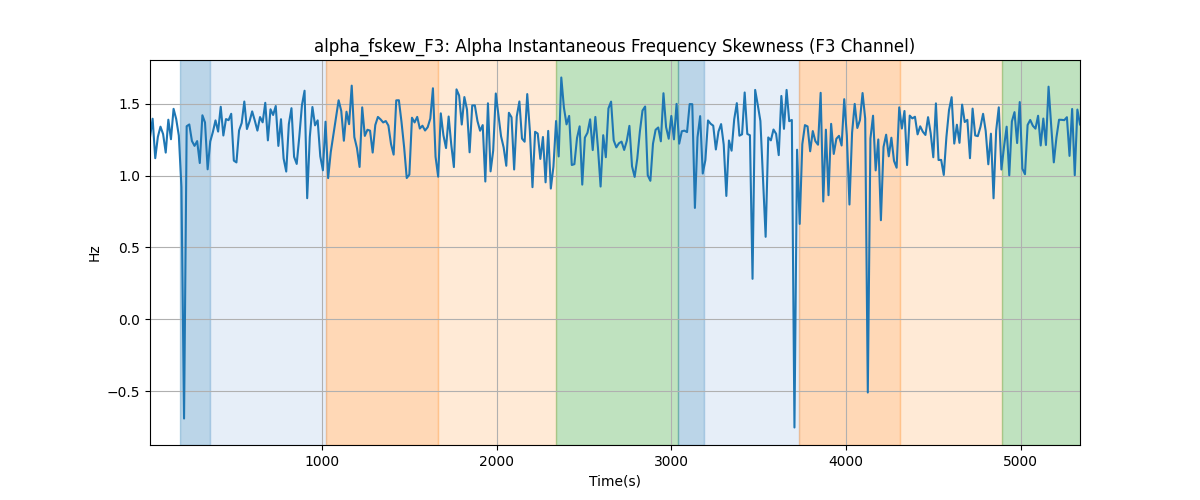 alpha_fskew_F3: Alpha Instantaneous Frequency Skewness (F3 Channel)
1.5
1.0
0.5
0.0
−0.5
Hz
1000 2000 3000 4000 5000
Time(s)